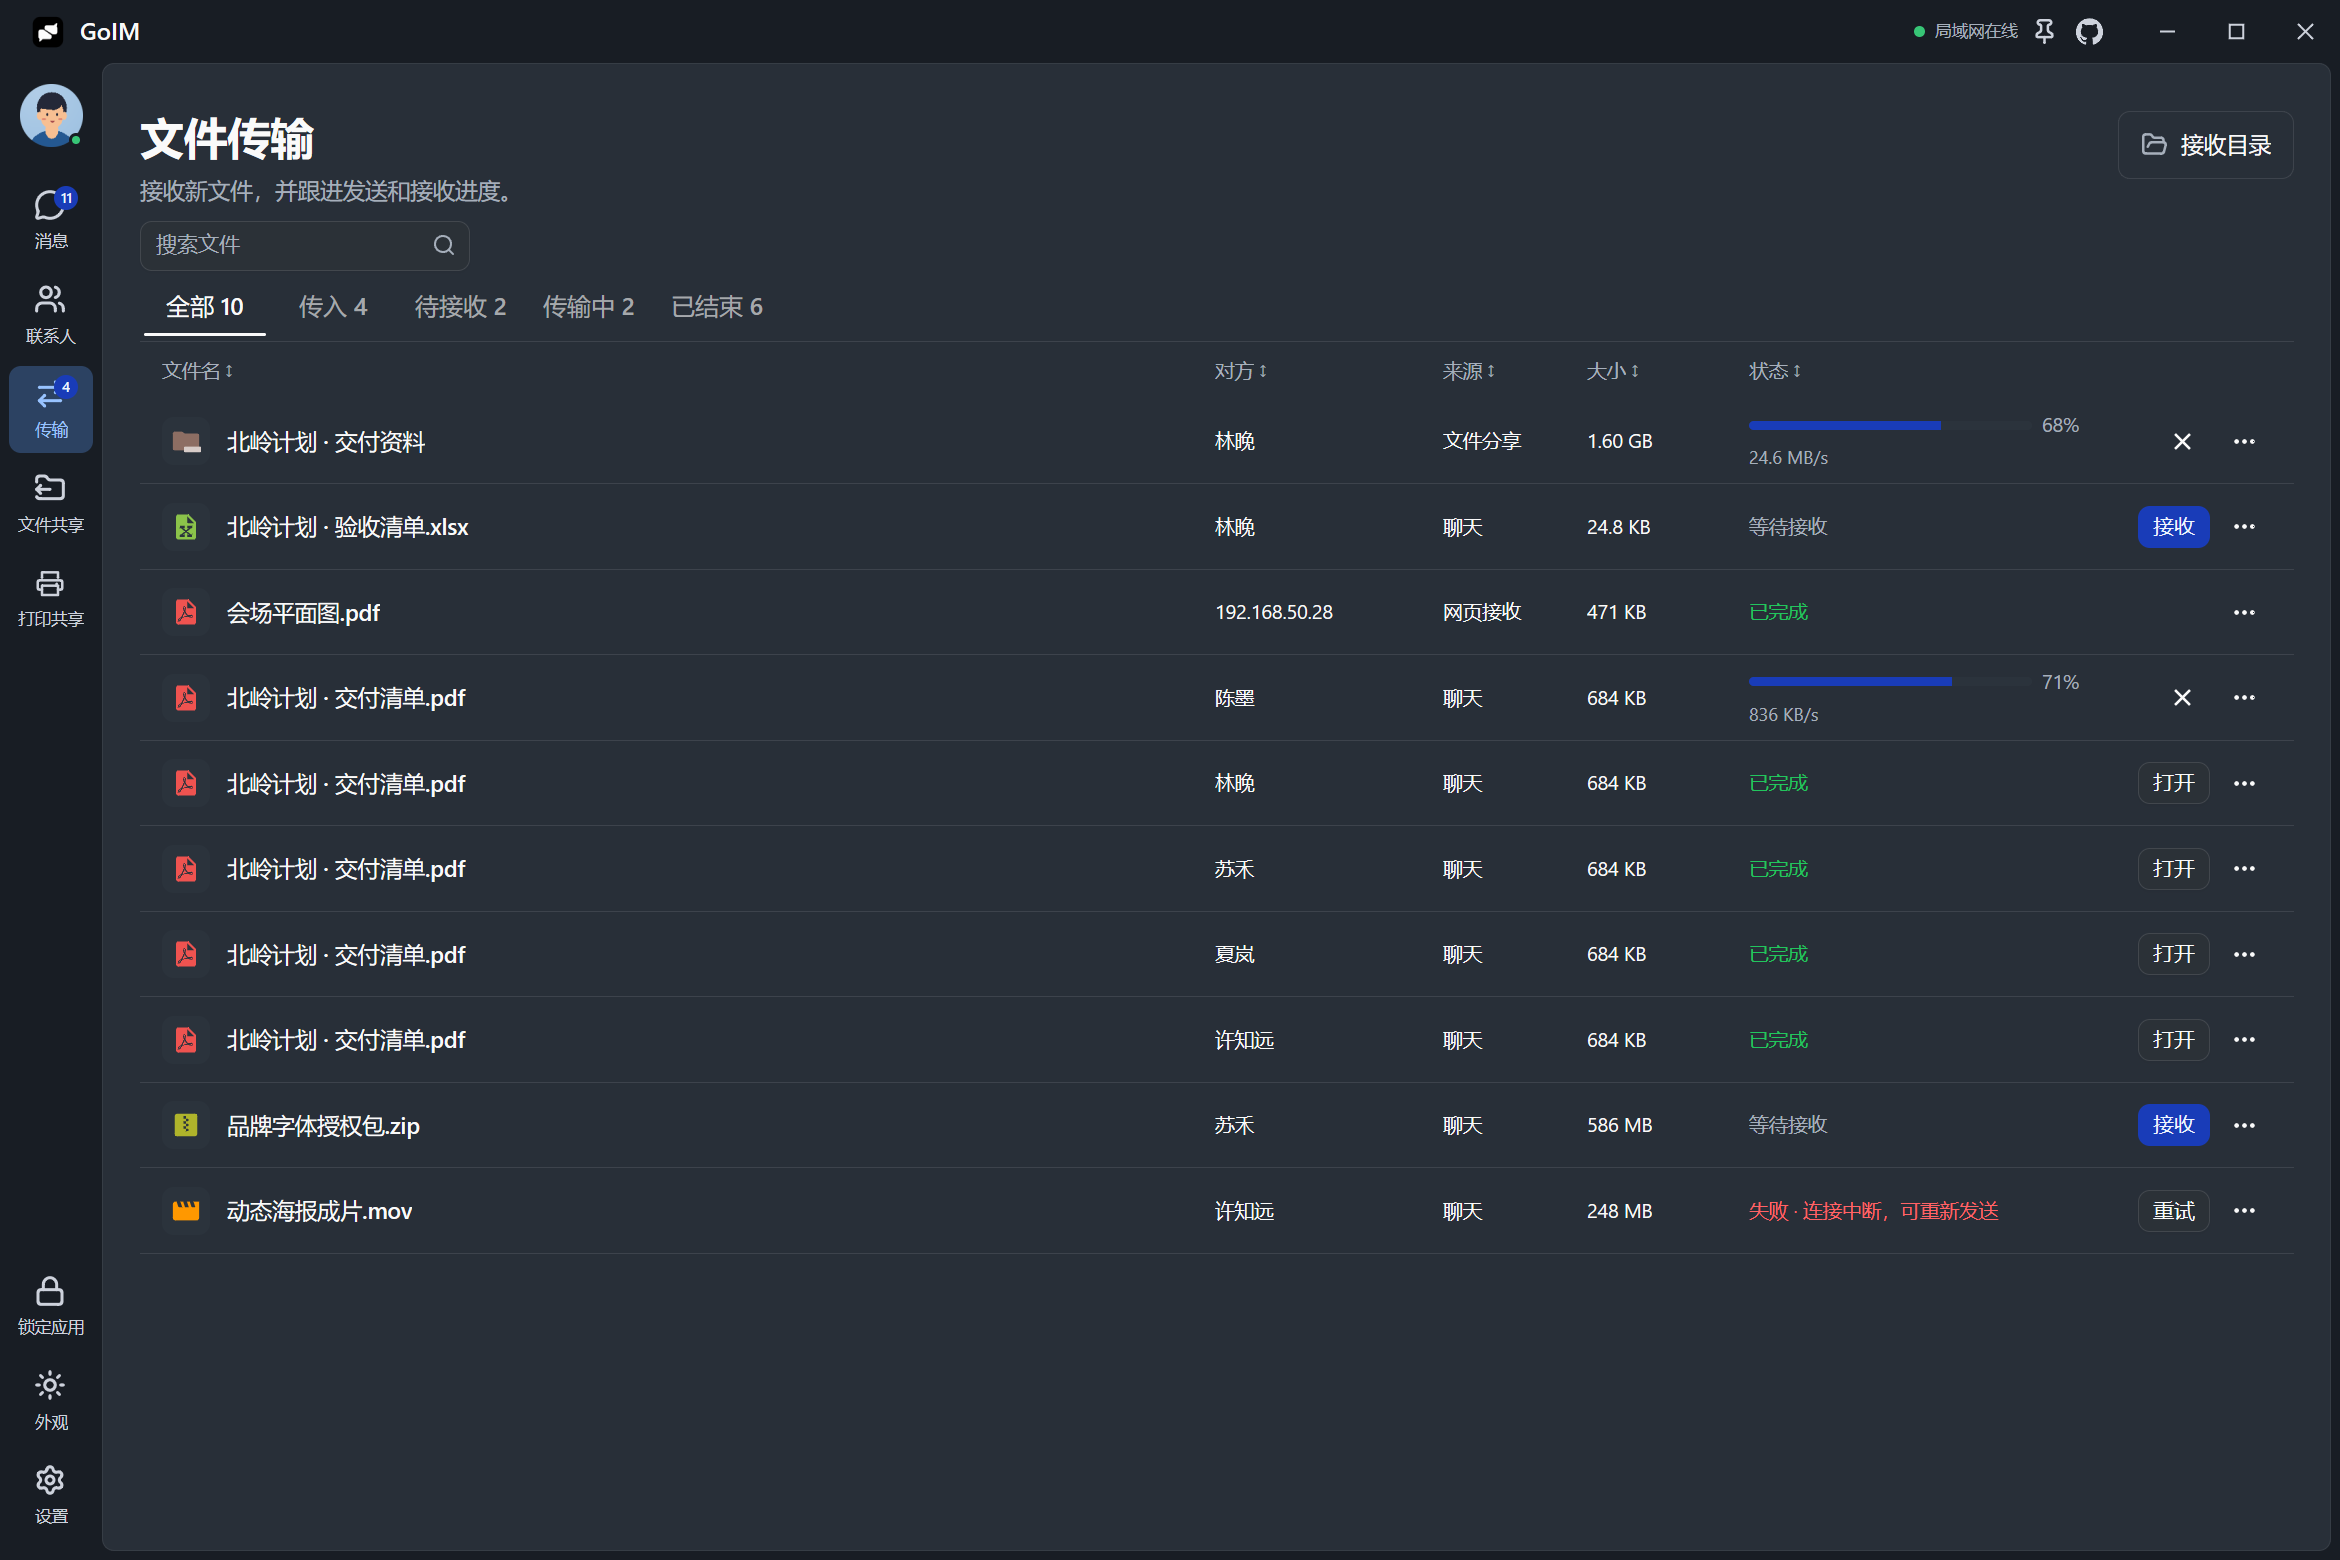 GoIM
局域网在线
11
消息
联系人
4
传输
文件共享
打印共享
锁定应用
外观
设置
文件传输
接收新文件，并跟进发送和接收进度。
接收目录
搜索文件
全部 10 传入 4 待接收 2 传输中 2 已结束 6
文件名 对方 来源 大小 状态
北岭计划 · 交付资料 林晚 文件分享 1.60 GB 68%
24.6 MB/s
北岭计划 · 验收清单.xlsx 林晚 聊天 24.8 KB 等待接收 接收
会场平面图.pdf 192.168.50.28 网页接收 471 KB 已完成
北岭计划 · 交付清单.pdf 陈墨 聊天 684 KB 71%
836 KB/s
北岭计划 · 交付清单.pdf 林晚 聊天 684 KB 已完成 打开
北岭计划 · 交付清单.pdf 苏禾 聊天 684 KB 已完成 打开
北岭计划 · 交付清单.pdf 夏岚 聊天 684 KB 已完成 打开
北岭计划 · 交付清单.pdf 许知远 聊天 684 KB 已完成 打开
品牌字体授权包.zip 苏禾 聊天 586 MB 等待接收 接收
动态海报成片.mov 许知远 聊天 248 MB 失败 · 连接中断，可重新发送 重试